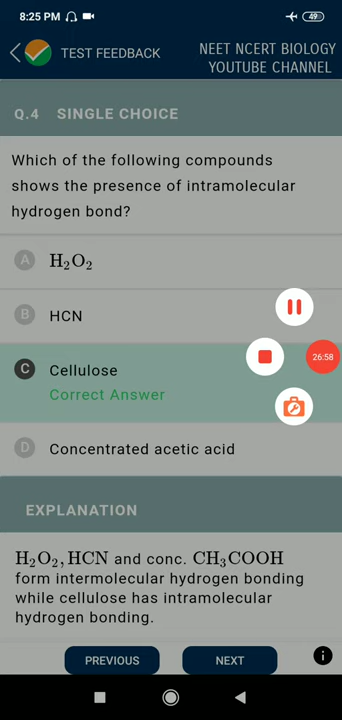 8:25 PM 49
TEST FEEDBACK
NEET NCERT BIOLOGY
YOUTUBE CHANNEL
Q.4 SINGLE CHOICE
Which of the following compounds
shows the presence of intramolecular
hydrogen bond?
A H₂O₂
B HCN
26:58
C Cellulose
Correct Answer
D Concentrated acetic acid
EXPLANATION
H₂O₂, HCN and conc. CH₃COOH
form intermolecular hydrogen bonding
while cellulose has intramolecular
hydrogen bonding.
PREVIOUS NEXT